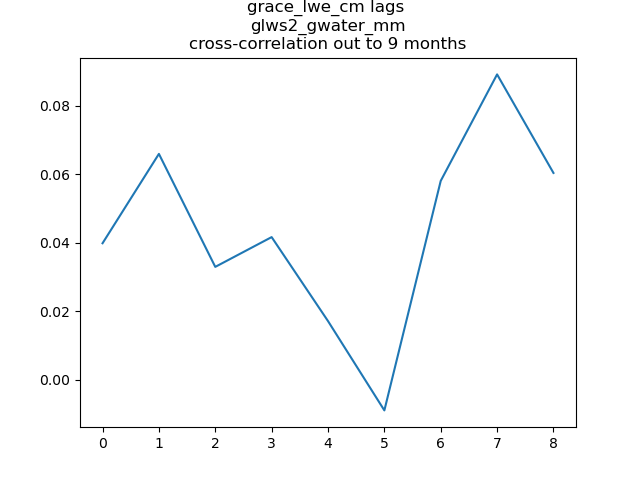 grace_lwe_cm lags
glws2_gwater_mm
cross-correlation out to 9 months
0.08
0.06
0.04
0.02
0.00
0 1 2 3 4 5 6 7 8